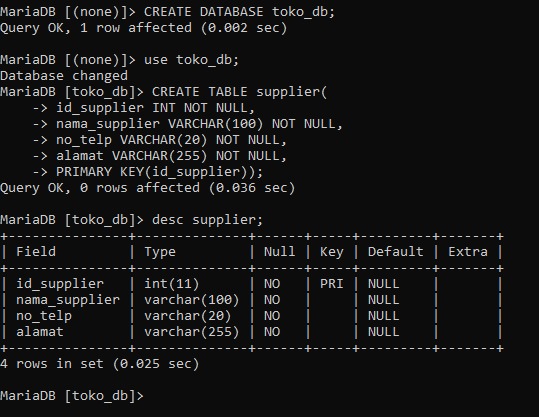 MariaDB [(none)]> CREATE DATABASE toko_db;
Query OK, 1 row affected (0.002 sec)
MariaDB [(none)]> use toko_db;
Database changed
MariaDB [toko_db]> CREATE TABLE supplier(
    -> id_supplier INT NOT NULL,
    -> nama_supplier VARCHAR(100) NOT NULL,
    -> no_telp VARCHAR(20) NOT NULL,
    -> alamat VARCHAR(255) NOT NULL,
    -> PRIMARY KEY(id_supplier));
Query OK, 0 rows affected (0.036 sec)
MariaDB [toko_db]> desc supplier;
+---------------+--------------+------+-----+---------+-------+
| Field         | Type         | Null | Key | Default | Extra |
+---------------+--------------+------+-----+---------+-------+
| id_supplier   | int(11)      | NO   | PRI | NULL    |       |
| nama_supplier | varchar(100) | NO   |     | NULL    |       |
| no_telp       | varchar(20)  | NO   |     | NULL    |       |
| alamat        | varchar(255) | NO   |     | NULL    |       |
+---------------+--------------+------+-----+---------+-------+
4 rows in set (0.025 sec)
MariaDB [toko_db]>